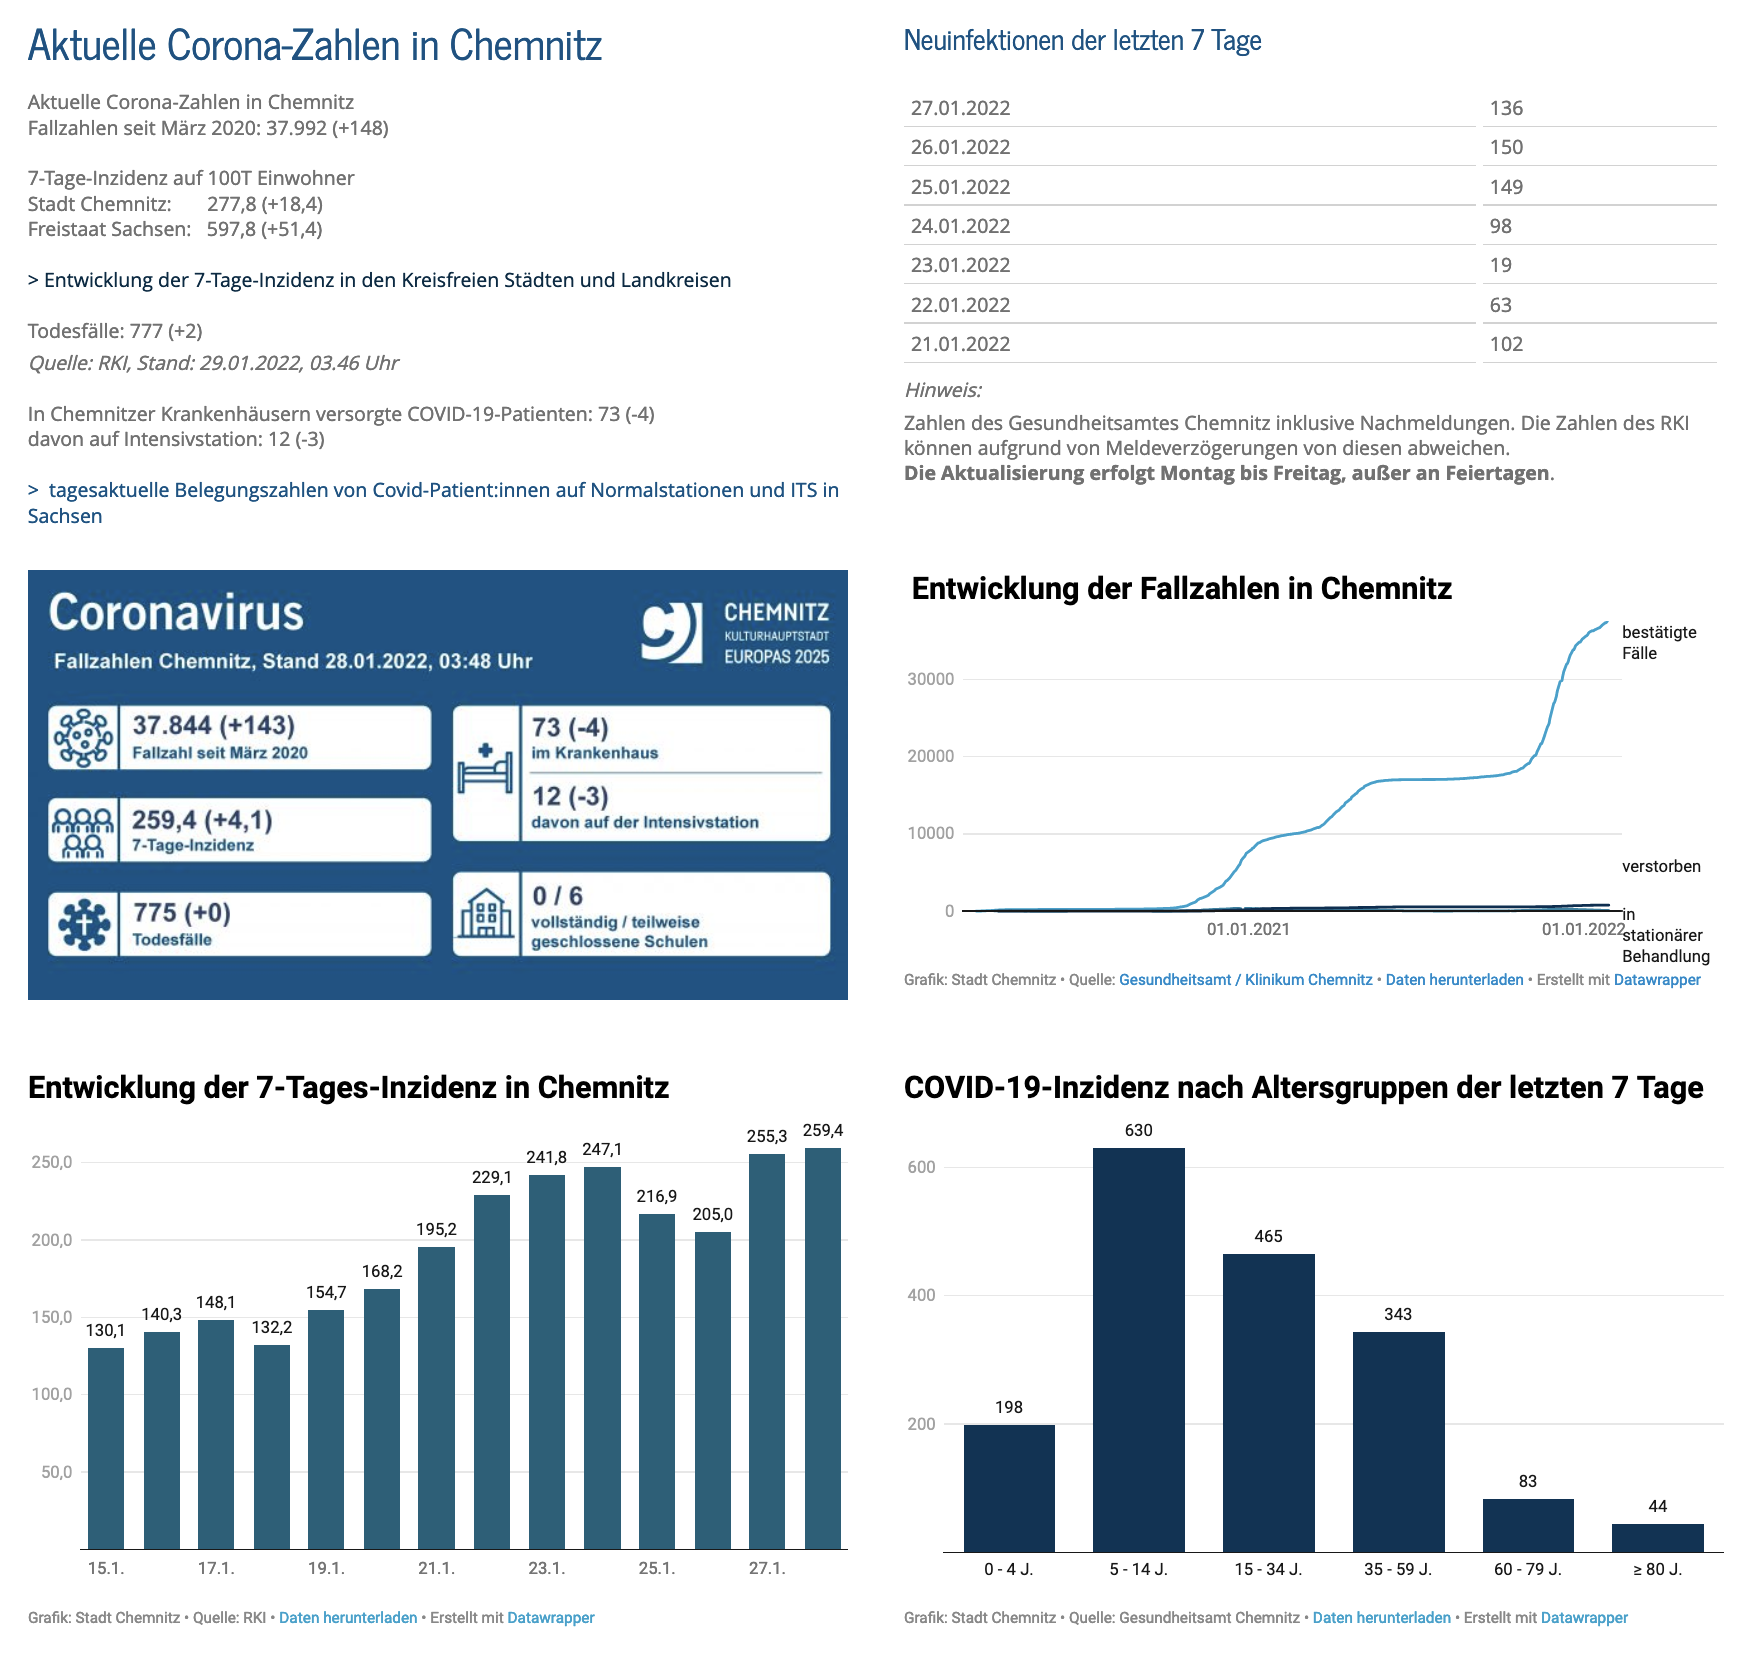 Aktuelle Corona-Zahlen in Chemnitz
Aktuelle Corona-Zahlen in Chemnitz
Fallzahlen seit März 2020: 37.992 (+148)
7-Tage-Inzidenz auf 100T Einwohner
Stadt Chemnitz: 277,8 (+18,4)
Freistaat Sachsen: 597,8 (+51,4)
> Entwicklung der 7-Tage-Inzidenz in den Kreisfreien Städten und Landkreisen
Todesfälle: 777 (+2)
Quelle: RKI, Stand: 29.01.2022, 03.46 Uhr
In Chemnitzer Krankenhäusern versorgte COVID-19-Patienten: 73 (-4)
davon auf Intensivstation: 12 (-3)
> tagesaktuelle Belegungszahlen von Covid-Patient:innen auf Normalstationen und ITS in
Sachsen
Neuinfektionen der letzten 7 Tage
27.01.2022 136
26.01.2022 150
25.01.2022 149
24.01.2022 98
23.01.2022 19
22.01.2022 63
21.01.2022 102
Hinweis:
Zahlen des Gesundheitsamtes Chemnitz inklusive Nachmeldungen. Die Zahlen des RKI
können aufgrund von Meldeverzögerungen von diesen abweichen.
Die Aktualisierung erfolgt Montag bis Freitag, außer an Feiertagen.
Coronavirus
CHEMNITZ
KULTURHAUPTSTADT
EUROPAS 2025
Fallzahlen Chemnitz, Stand 28.01.2022, 03:48 Uhr
37.844 (+143)
Fallzahl seit März 2020
259,4 (+4,1)
7-Tage-Inzidenz
775 (+0)
Todesfälle
73 (-4)
im Krankenhaus
12 (-3)
davon auf der Intensivstation
0 / 6
vollständig / teilweise
geschlossene Schulen
Entwicklung der Fallzahlen in Chemnitz
bestätigte
Fälle
30000
20000
10000
verstorben
0
in
stationärer
Behandlung
01.01.2021 01.01.2022
Grafik: Stadt Chemnitz • Quelle: Gesundheitsamt / Klinikum Chemnitz • Daten herunterladen • Erstellt mit Datawrapper
Entwicklung der 7-Tages-Inzidenz in Chemnitz
250,0
200,0
150,0
100,0
50,0
130,1 140,3 148,1 132,2 154,7 168,2 195,2 229,1 241,8 247,1 216,9 205,0 255,3 259,4
15.1. 17.1. 19.1. 21.1. 23.1. 25.1. 27.1.
Grafik: Stadt Chemnitz • Quelle: RKI • Daten herunterladen • Erstellt mit Datawrapper
COVID-19-Inzidenz nach Altersgruppen der letzten 7 Tage
600
400
200
198 630 465 343 83 44
0 - 4 J. 5 - 14 J. 15 - 34 J. 35 - 59 J. 60 - 79 J. ≥ 80 J.
Grafik: Stadt Chemnitz • Quelle: Gesundheitsamt Chemnitz • Daten herunterladen • Erstellt mit Datawrapper